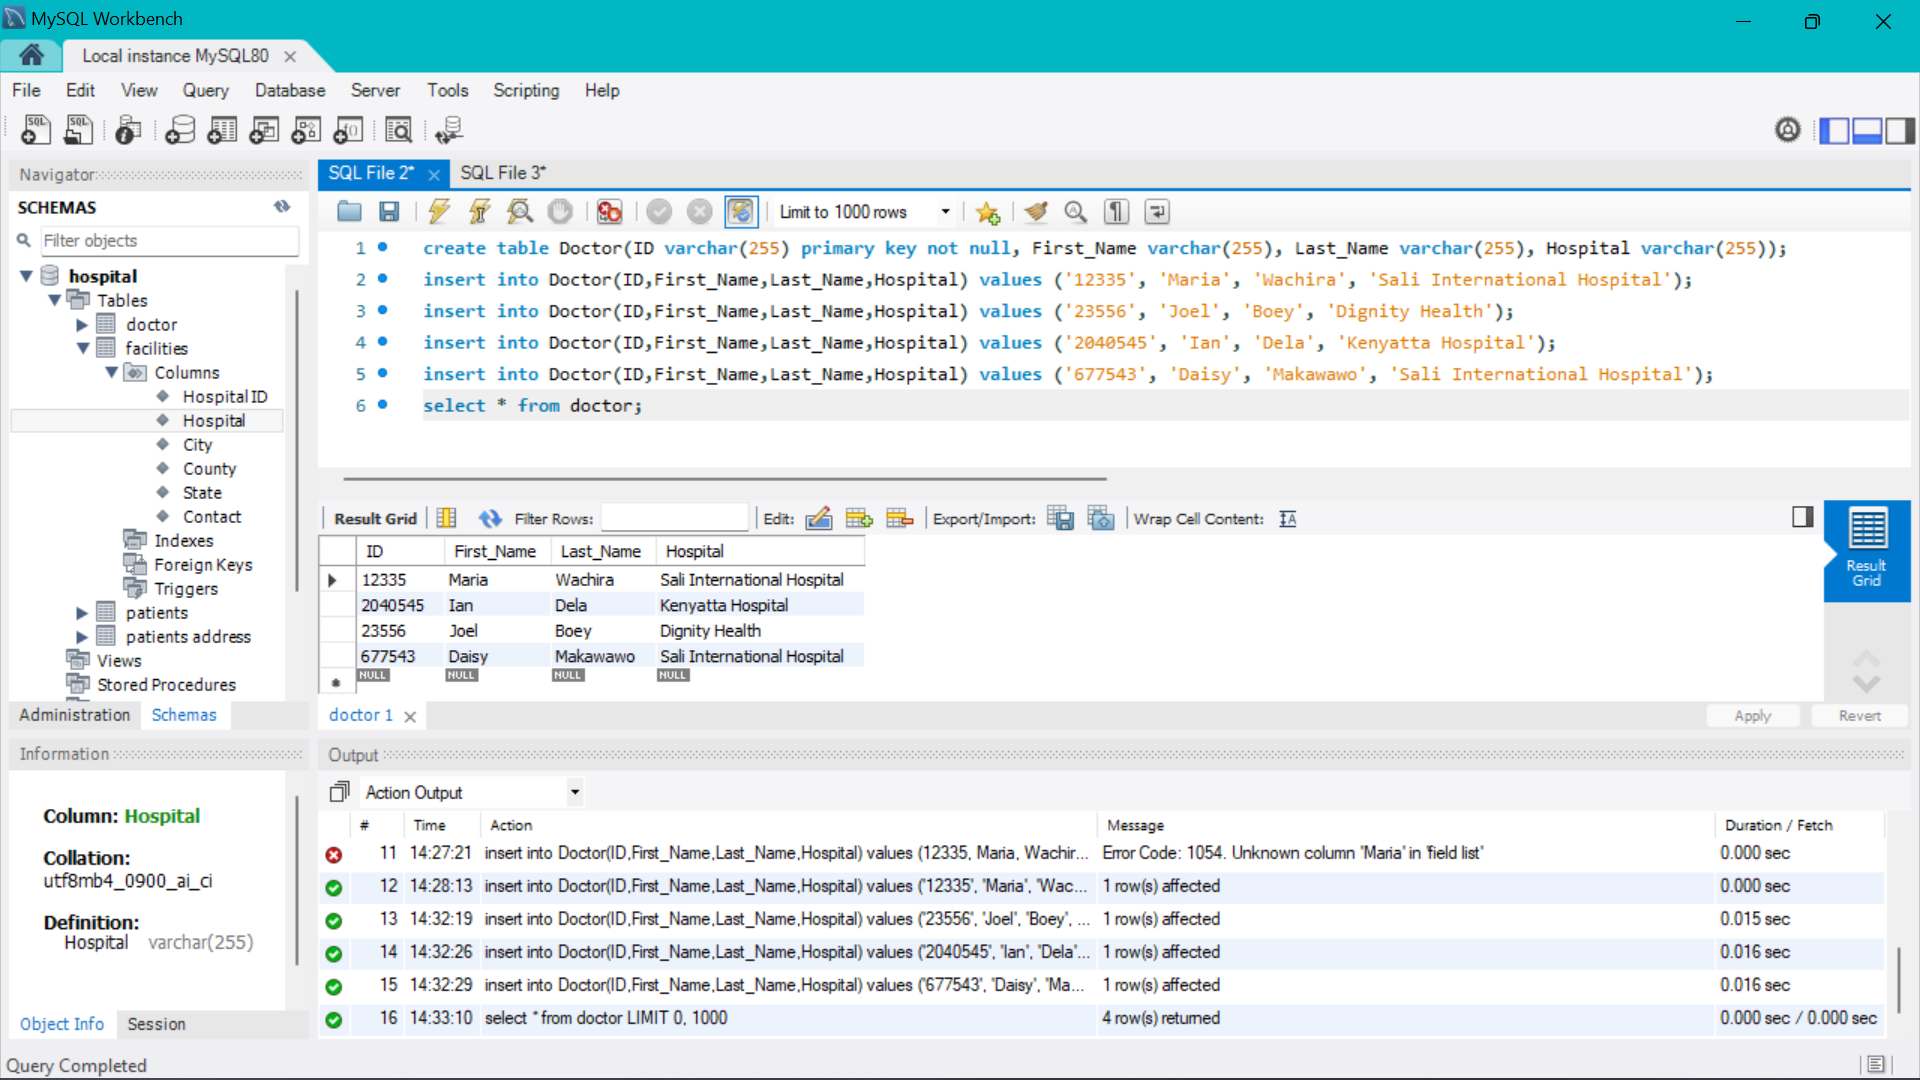 MySQL Workbench
Local instance MySQL80
File Edit View Query Database Server Tools Scripting Help
Navigator
SCHEMAS
Filter objects
hospital
Tables
doctor
facilities
Columns
HospitalID
Hospital
City
County
State
Contact
Indexes
Foreign Keys
Triggers
patients
patients address
Views
Stored Procedures
Administration Schemas
Information
Column: Hospital
Collation:
utf8mb4_0900_ai_ci
Definition:
Hospital varchar(255)
Object Info Session
SQL File 2* SQL File 3*
Limit to 1000 rows
1 create table Doctor(ID varchar(255) primary key not null, First_Name varchar(255), Last_Name varchar(255), Hospital varchar(255));
2 insert into Doctor(ID,First_Name,Last_Name,Hospital) values ('12335', 'Maria', 'Wachira', 'Sali International Hospital');
3 insert into Doctor(ID,First_Name,Last_Name,Hospital) values ('23556', 'Joel', 'Boey', 'Dignity Health');
4 insert into Doctor(ID,First_Name,Last_Name,Hospital) values ('2040545', 'Ian', 'Dela', 'Kenyatta Hospital');
5 insert into Doctor(ID,First_Name,Last_Name,Hospital) values ('677543', 'Daisy', 'Makawawo', 'Sali International Hospital');
6 select * from doctor;
Result Grid Filter Rows: Edit: Export/Import: Wrap Cell Content:
ID First_Name Last_Name Hospital
12335 Maria Wachira Sali International Hospital
2040545 Ian Dela Kenyatta Hospital
23556 Joel Boey Dignity Health
677543 Daisy Makawawo Sali International Hospital
NULL NULL NULL NULL
Result
Grid
doctor 1
Apply Revert
Output
Action Output
# Time Action Message Duration / Fetch
11 14:27:21 insert into Doctor(ID,First_Name,Last_Name,Hospital) values (12335, Maria, Wachir... Error Code: 1054. Unknown column 'Maria' in 'field list' 0.000 sec
12 14:28:13 insert into Doctor(ID,First_Name,Last_Name,Hospital) values ('12335', 'Maria', 'Wac... 1 row(s) affected 0.000 sec
13 14:32:19 insert into Doctor(ID,First_Name,Last_Name,Hospital) values ('23556', 'Joel', 'Boey', ... 1 row(s) affected 0.015 sec
14 14:32:26 insert into Doctor(ID,First_Name,Last_Name,Hospital) values ('2040545', 'Ian', 'Dela'... 1 row(s) affected 0.016 sec
15 14:32:29 insert into Doctor(ID,First_Name,Last_Name,Hospital) values ('677543', 'Daisy', 'Ma... 1 row(s) affected 0.016 sec
16 14:33:10 select * from doctor LIMIT 0, 1000 4 row(s) returned 0.000 sec / 0.000 sec
Query Completed